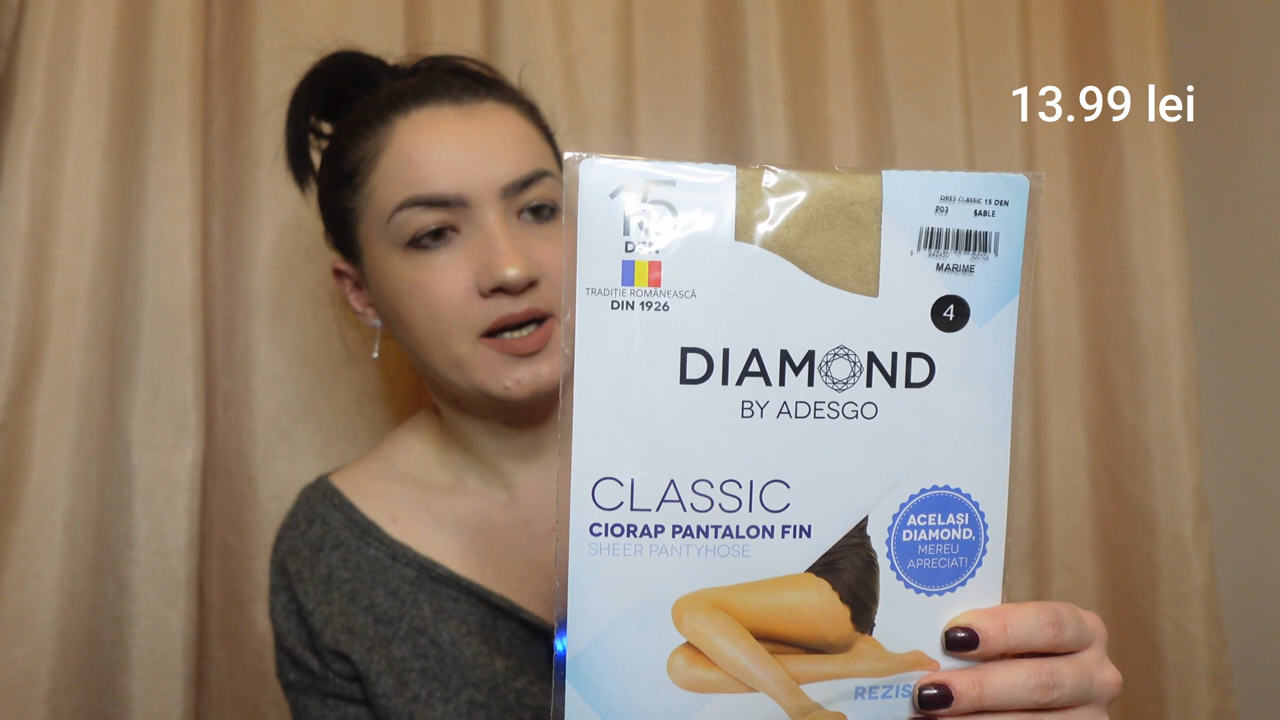 13.99 lei
15
DEN
TRADIȚIE ROMÂNEASCĂ
DIN 1926
DRES CLASSIC 15 DEN
P03 SABLE
MARIME
4
DIAMOND
BY ADESGO
CLASSIC
CIORAP PANTALON FIN
SHEER PANTYHOSE
ACELAȘI
DIAMOND,
MEREU
APRECIAT!